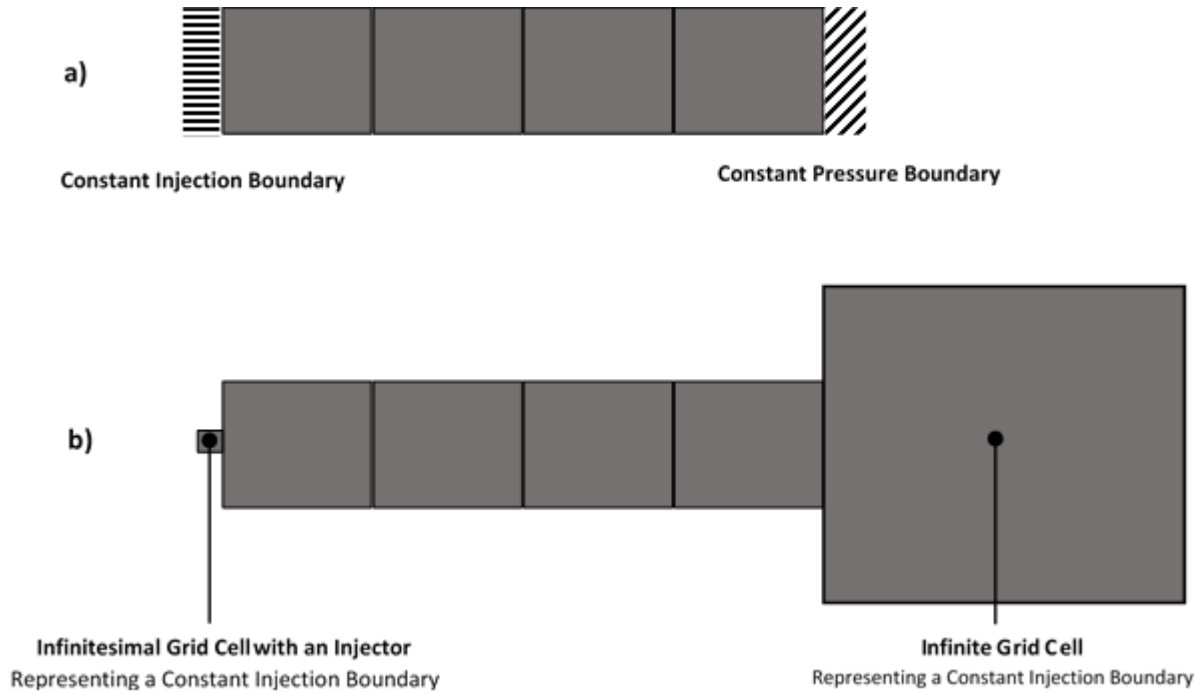 a)
Constant Injection Boundary
Constant Pressure Boundary
b)
Infinitesimal Grid Cell with an Injector
Representing a Constant Injection Boundary
Infinite Grid Cell
Representing a Constant Injection Boundary